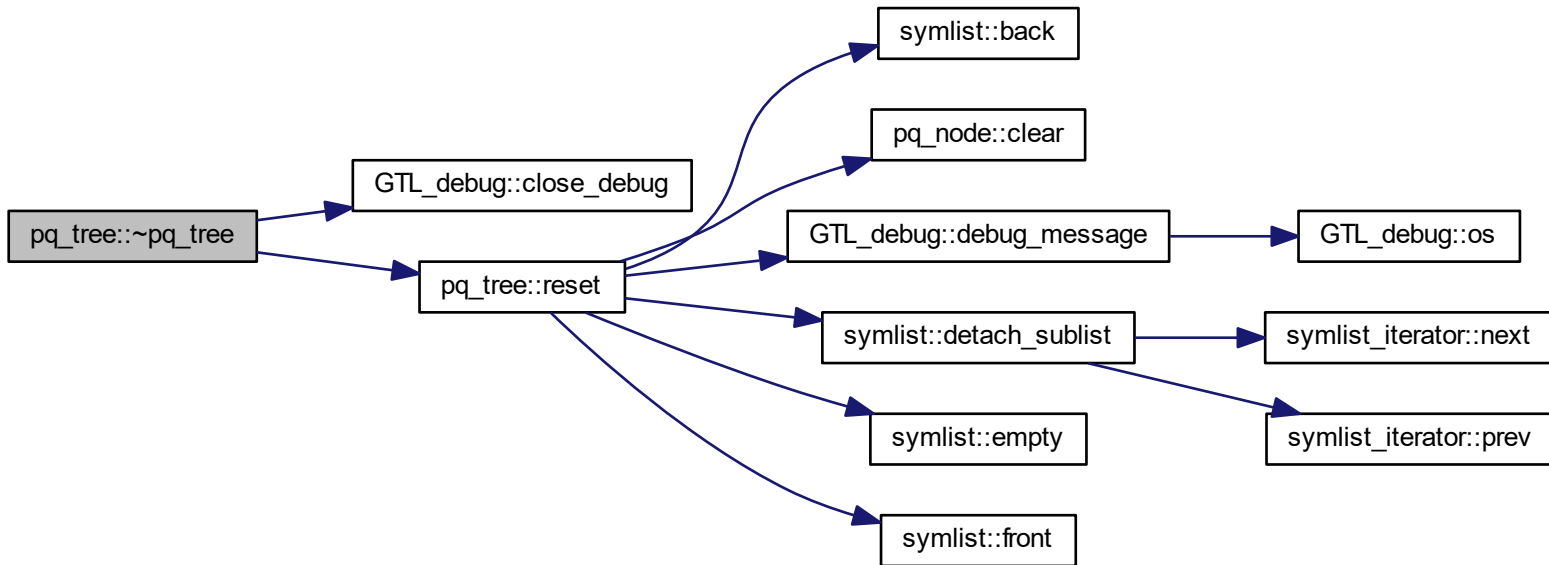 symlist::back
pq_node::clear
GTL_debug::close_debug
pq_tree::~pq_tree
GTL_debug::debug_message
GTL_debug::os
pq_tree::reset
symlist::detach_sublist
symlist_iterator::next
symlist::empty
symlist_iterator::prev
symlist::front